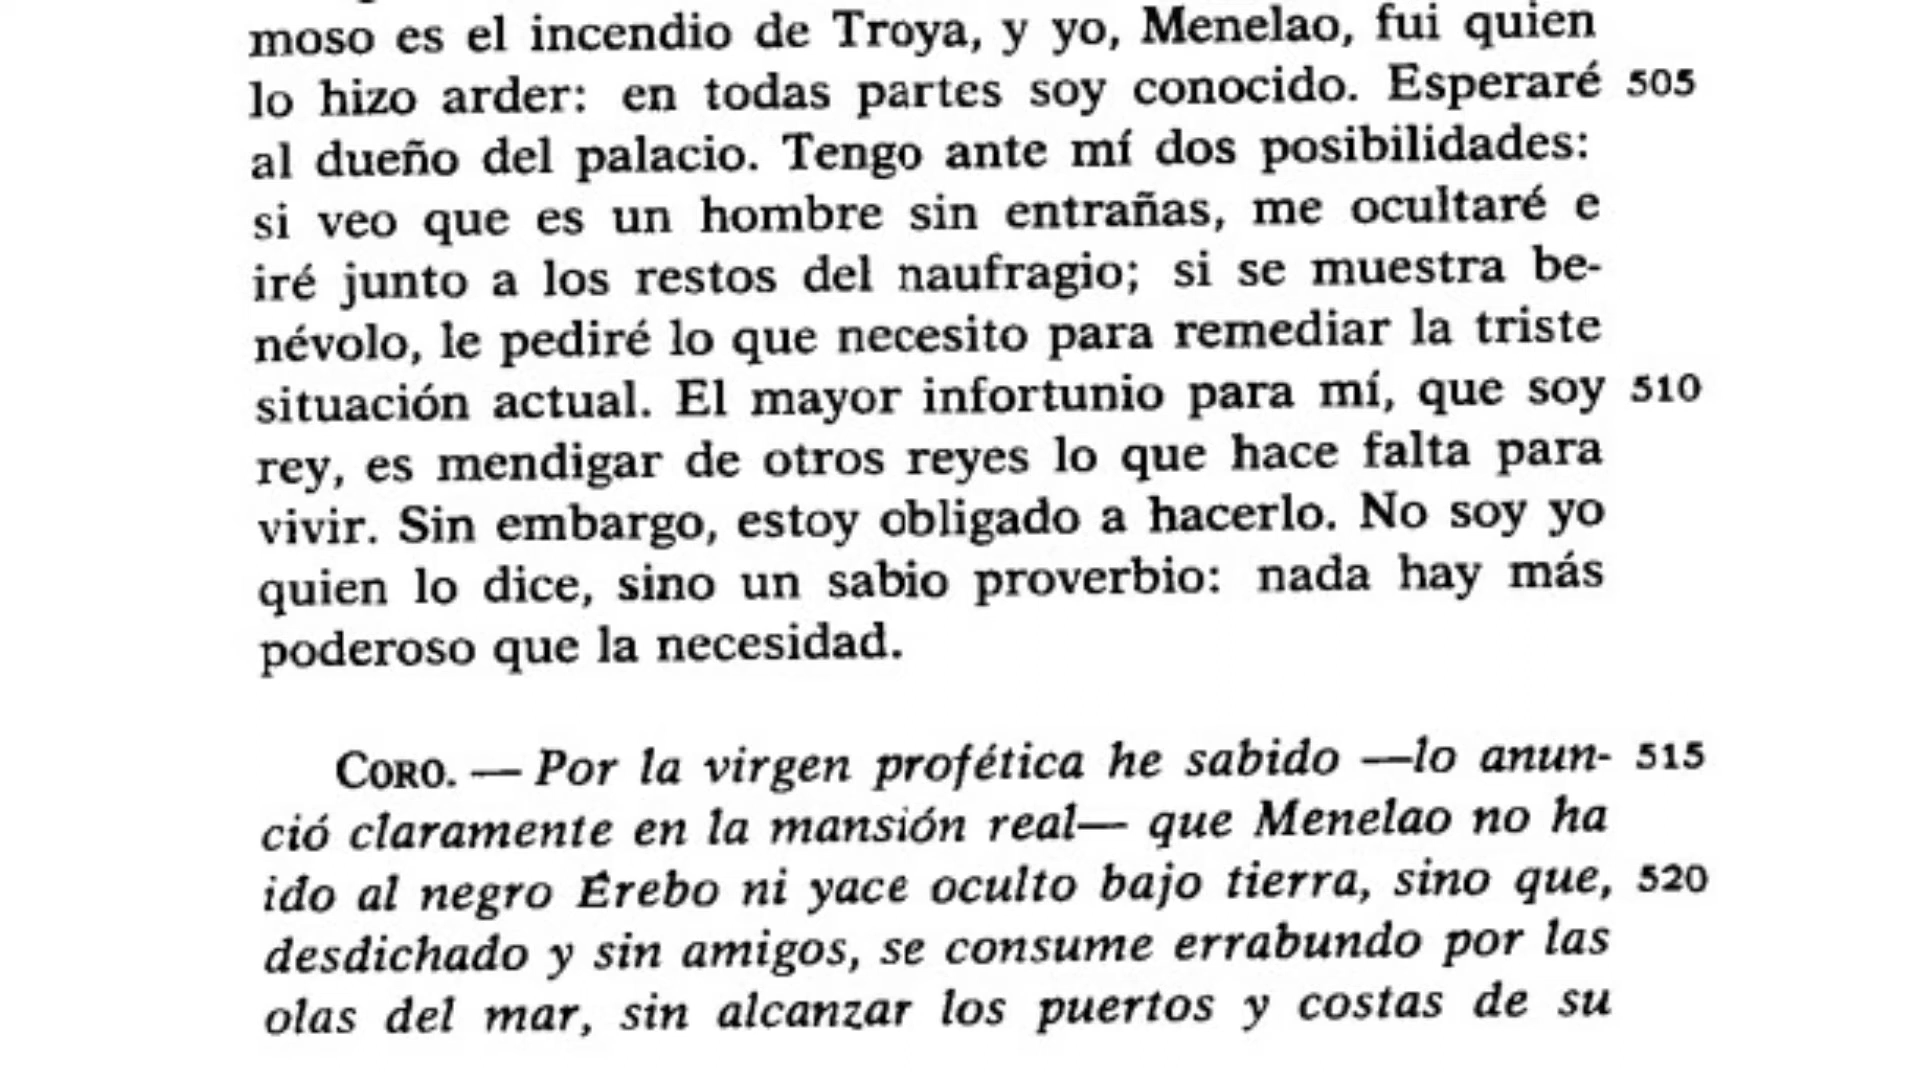 moso es el incendio de Troya, y yo, Menelao, fui quien
lo hizo arder: en todas partes soy conocido. Esperaré 505
al dueño del palacio. Tengo ante mí dos posibilidades:
si veo que es un hombre sin entrañas, me ocultaré e
iré junto a los restos del naufragio; si se muestra be-
névolo, le pediré lo que necesito para remediar la triste
situación actual. El mayor infortunio para mí, que soy 510
rey, es mendigar de otros reyes lo que hace falta para
vivir. Sin embargo, estoy obligado a hacerlo. No soy yo
quien lo dice, sino un sabio proverbio: nada hay más
poderoso que la necesidad.
CORO. — Por la virgen profética he sabido —lo anun- 515
ció claramente en la mansión real— que Menelao no ha
ido al negro Érebo ni yace oculto bajo tierra, sino que, 520
desdichado y sin amigos, se consume errabundo por las
olas del mar, sin alcanzar los puertos y costas de su